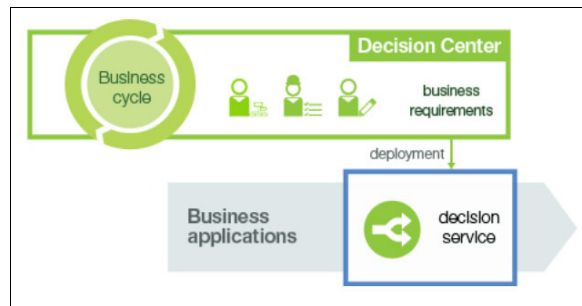 Decision Center
Business
cycle
business
requirements
deployment
Business
applications
decision
service